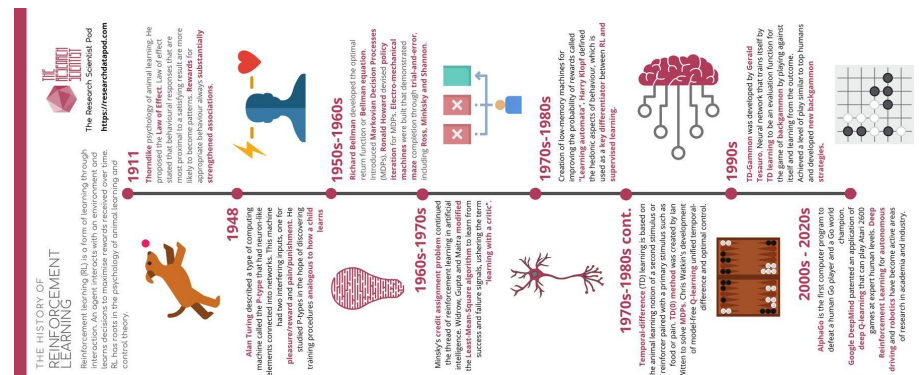 THE HISTORY OF
REINFORCEMENT
LEARNING
Reinforcement learning (RL) is a form of learning through
interaction. An agent interacts with an environment and
learns decisions to maximise rewards received over time.
RL has roots in the psychology of animal learning and
control theory.
THE
RESEARCH
SCIENTIST
The Research Scientist Pod
https://researchdatapod.com
1911
Thorndike psychology of animal learning. He
proposed the Law of Effect. Law of Effect
stated that behavioural responses that are
most proximal to a satisfying result are more
likely to become patterns. Rewards for
appropriate behaviour always substantially
strengthened associations.
1948
Alan Turing described a type of computing
machine called the P-type that had neuron-like
elements connected into networks. This machine
had two interfering inputs, one for
pleasure/reward and pain/punishment. He
studied P-types in the hope of discovering
training procedures analogous to how a child
learns
1950s-1960s
Richard Bellman developed the optimal
return function or Bellman equation.
introduced Markovian Decision Processes
(MDPs). Ronald Howard devised policy
iteration for MDPs. Electro-mechanical
machines were built that demonstrated
maze completion through trial-and-error,
including Ross, Minksky and Shannon.
1960s-1970s
Minsky's credit assignment problem continued
the thread of reinforcement learning in artificial
intelligence. Widrow, Gupta and Maitra modified
the Least-Mean-Square algorithm to learn from
success and failure signals, ushering the term
"learning with a critic".
1970s-1980s
Creation of low-memory machines for
improving the probability of rewards called
"Learning automata". Harry Klopf defined
the hedonic aspects of behaviour, which is
used as a key differentiator between RL and
supervised learning.
1970s-1980s cont.
Temporal-difference (TD) learning is based on
he animal learning notion of a second stimulus or
reinforcer paired with a primary stimulus such as
food or pain. TD(0) method was created by Ian
Witten to solve MDPs. Chris Watkin's development
of model-free Q-learning unified temporal-
difference and optimal control.
1990s
TD-Gammon was developed by Gerald
Tesauro. Neural network that trains itself by
TD learning to be an evaluation function for
the game of backgammon by playing against
itself and learning from the outcome.
Achieved a level of play similar to top humans
and developed new backgammon
strategies.
2000s - 2020s
AlphaGo is the first computer program to
defeat a human Go player and a Go world
champion.
Google DeepMind patented an application of
deep Q-learning that can play Atari 2600
games at expert human levels. Deep
Reinforcement Learning for autonomous
driving and robotics have become active areas
of research in academia and industry.